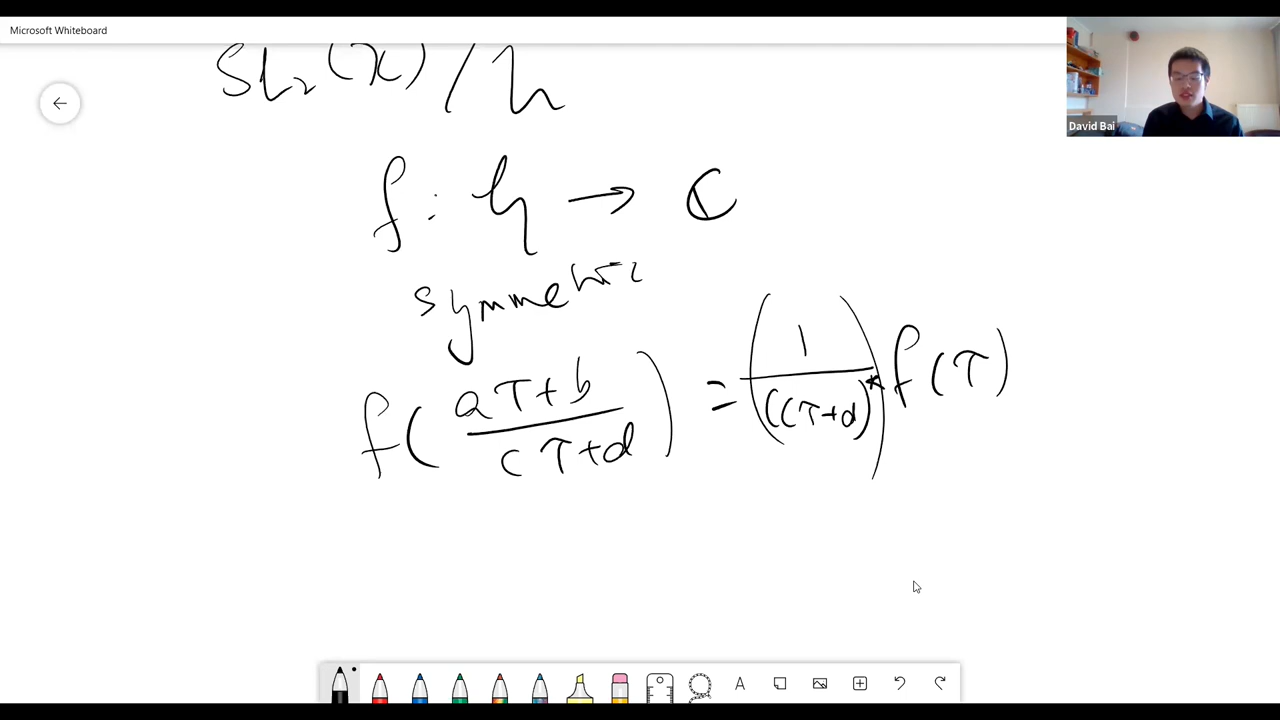 Microsoft Whiteboard
SL₂(ℤ) / h
David Bai
f : h → ℂ
symmetric
f( (aτ+b)/(cτ+d) ) = ( 1/((cτ+d)^k ) f(τ)
A